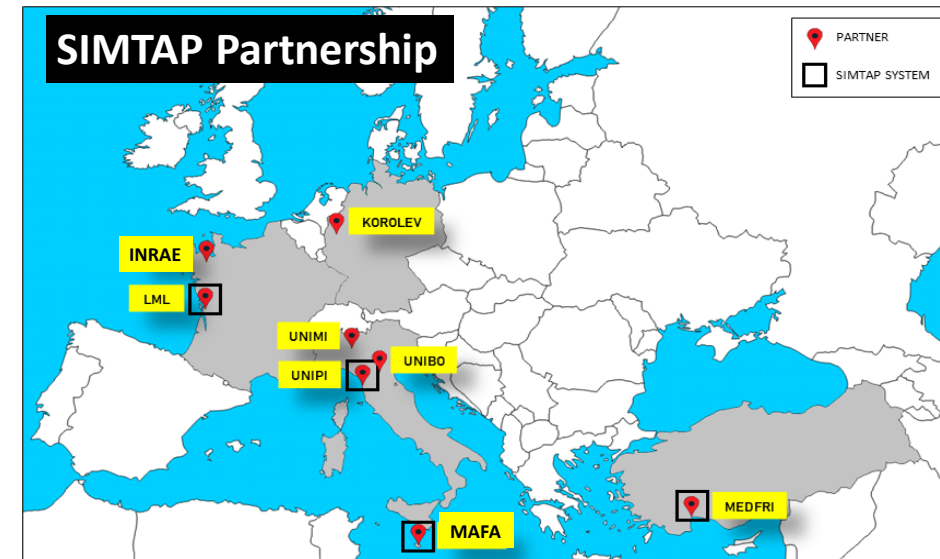 SIMTAP Partnership
PARTNER
SIMTAP SYSTEM
KOROLEV
INRAE
LML
UNIMI
UNIBO
UNIPI
MEDFRI
MAFA